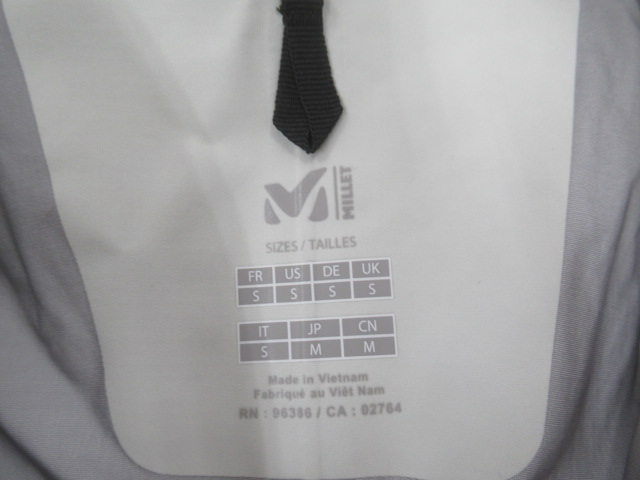 MILLET
SIZES / TAILLES
FR US DE UK
S S S S
IT JP CN
S M M
Made in Vietnam
Fabriqué au Viêt Nam
RN : 96386 / CA : 02764